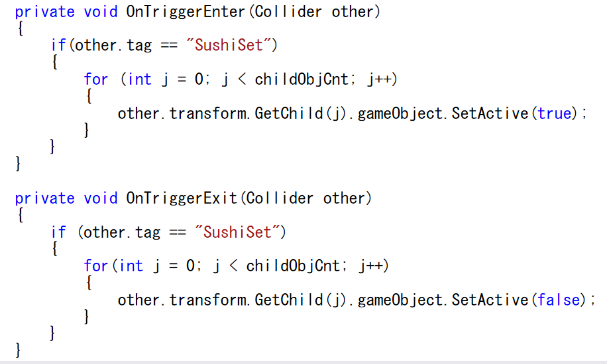 private void OnTriggerEnter(Collider other)
{
if(other.tag == "SushiSet")
{
for (int j = 0; j < childObjCnt; j++)
{
other.transform.GetChild(j).gameObject.SetActive(true);
}
}
}
private void OnTriggerExit(Collider other)
{
if (other.tag == "SushiSet")
{
for(int j = 0; j < childObjCnt; j++)
{
other.transform.GetChild(j).gameObject.SetActive(false);
}
}
}